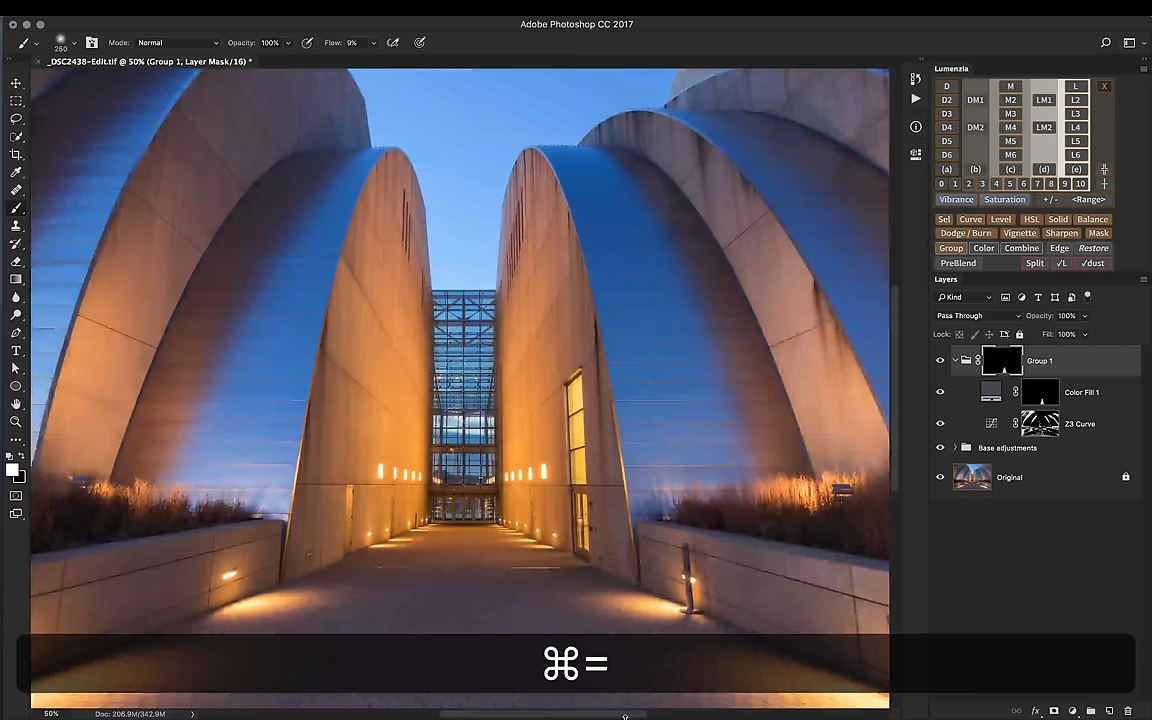 Adobe Photoshop CC 2017
250 Mode: Normal Opacity: 100% Flow: 9%
× _DSC2438-Edit.tif @ 50% (Group 1, Layer Mask/16) *
Lumenzia
D M L X
D2 DM1 M2 LM1 L2
D3 M3 L3
D4 DM2 M4 LM2 L4
D5 M5 L5
D6 M6 L6
(a) (b) (c) (d) (e)
0 1 2 3 4 5 6 7 8 9 10
Vibrance Saturation +/- <Range>
Sel Curve Level HSL Solid Balance
Dodge / Burn Vignette Sharpen Mask
Group Color Combine Edge Restore
PreBlend Split √L √dust
Layers
Kind
Pass Through Opacity: 100%
Lock: Fill: 100%
Group 1
Color Fill 1
Z3 Curve
Base adjustments
Original
⌘=
50% Doc: 206.9M/342.9M